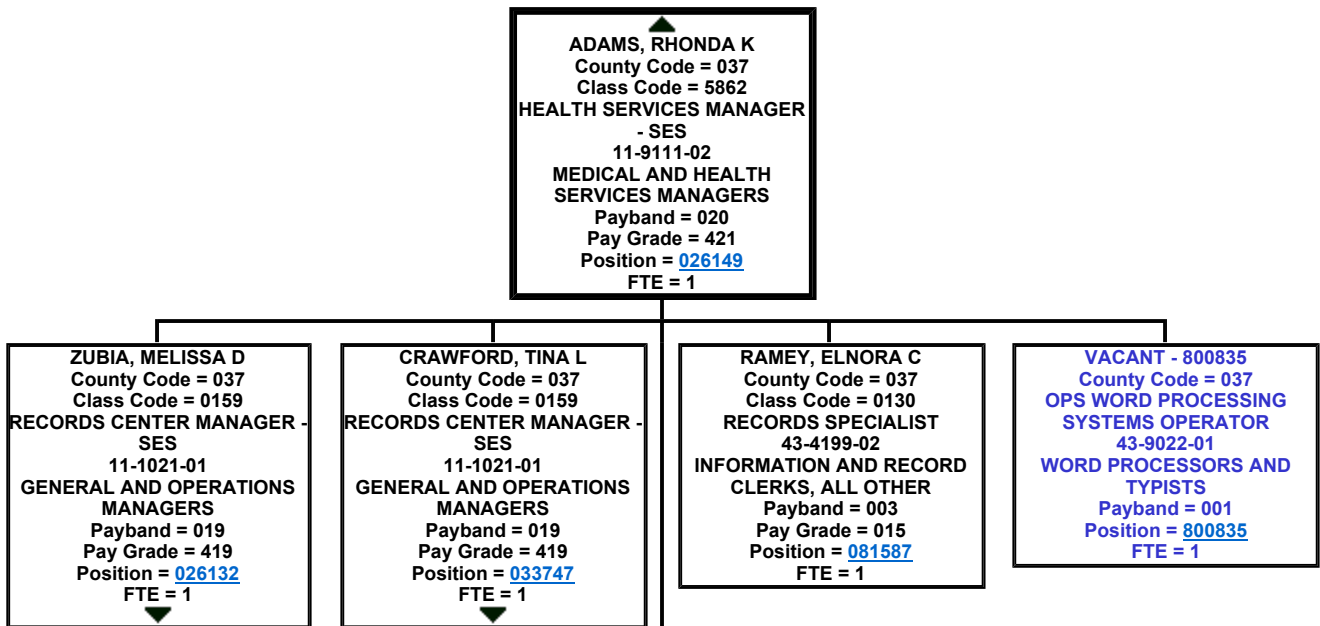 ADAMS, RHONDA K
County Code = 037
Class Code = 5862
HEALTH SERVICES MANAGER
- SES
11-9111-02
MEDICAL AND HEALTH
SERVICES MANAGERS
Payband = 020
Pay Grade = 421
Position = 026149
FTE = 1
ZUBIA, MELISSA D
County Code = 037
Class Code = 0159
RECORDS CENTER MANAGER -
SES
11-1021-01
GENERAL AND OPERATIONS
MANAGERS
Payband = 019
Pay Grade = 419
Position = 026132
FTE = 1
CRAWFORD, TINA L
County Code = 037
Class Code = 0159
RECORDS CENTER MANAGER -
SES
11-1021-01
GENERAL AND OPERATIONS
MANAGERS
Payband = 019
Pay Grade = 419
Position = 033747
FTE = 1
RAMEY, ELNORA C
County Code = 037
Class Code = 0130
RECORDS SPECIALIST
43-4199-02
INFORMATION AND RECORD
CLERKS, ALL OTHER
Payband = 003
Pay Grade = 015
Position = 081587
FTE = 1
VACANT - 800835
County Code = 037
OPS WORD PROCESSING
SYSTEMS OPERATOR
43-9022-01
WORD PROCESSORS AND
TYPISTS
Payband = 001
Position = 800835
FTE = 1